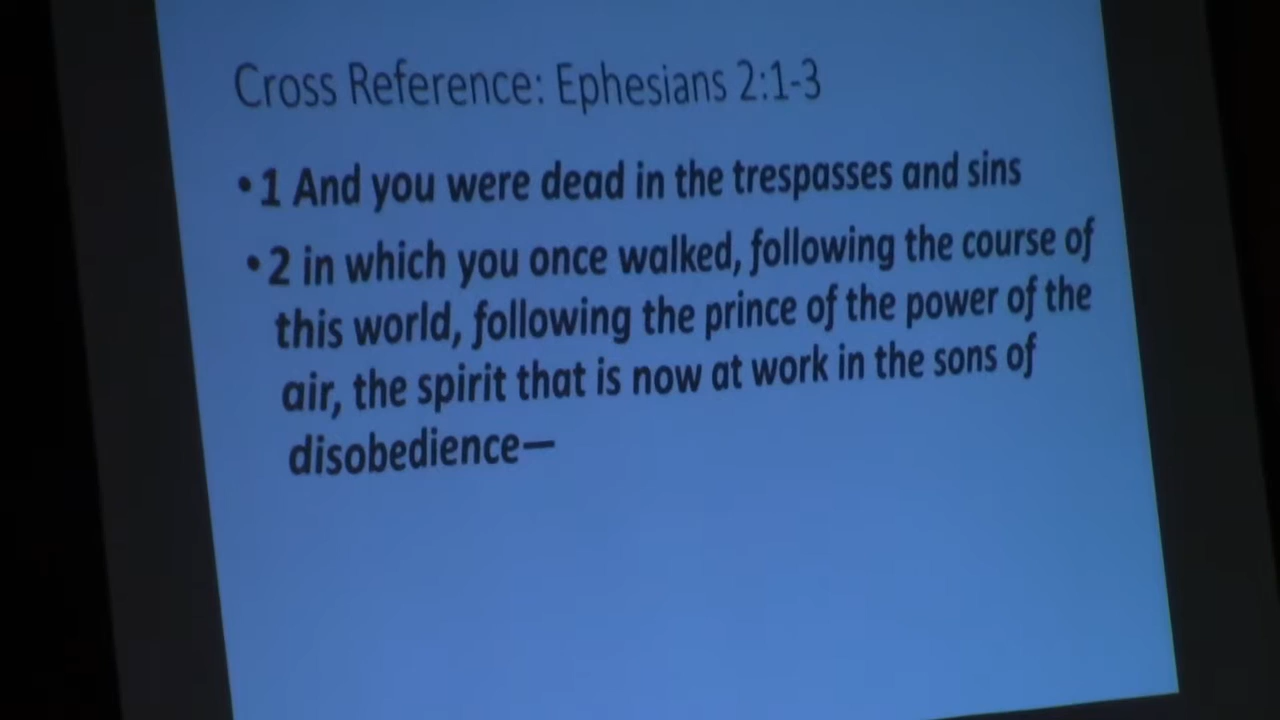 Cross Reference: Ephesians 2:1-3
•1 And you were dead in the trespasses and sins
•2 in which you once walked, following the course of
this world, following the prince of the power of the
air, the spirit that is now at work in the sons of
disobedience—